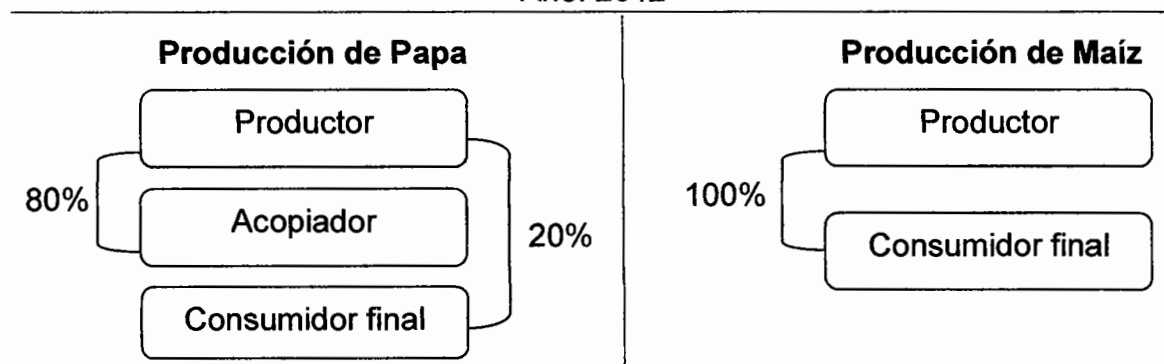 Producción de Papa
Productor
80%
Acopiador
20%
Consumidor final
Producción de Maíz
Productor
100%
Consumidor final